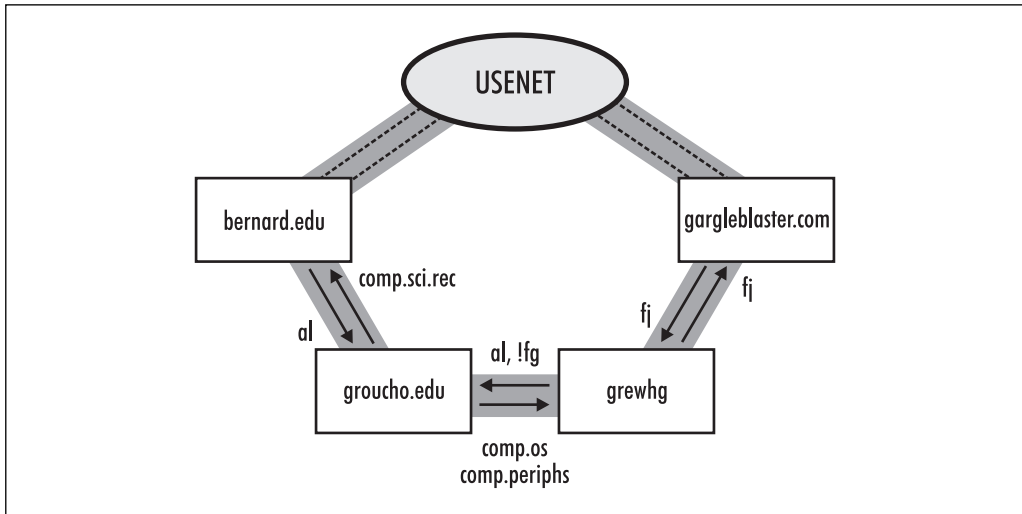 USENET
bernard.edu
gargleblaster.com
comp.sci.rec
fj
fj
al
al, !fg
groucho.edu
grewhg
comp.os
comp.periphs